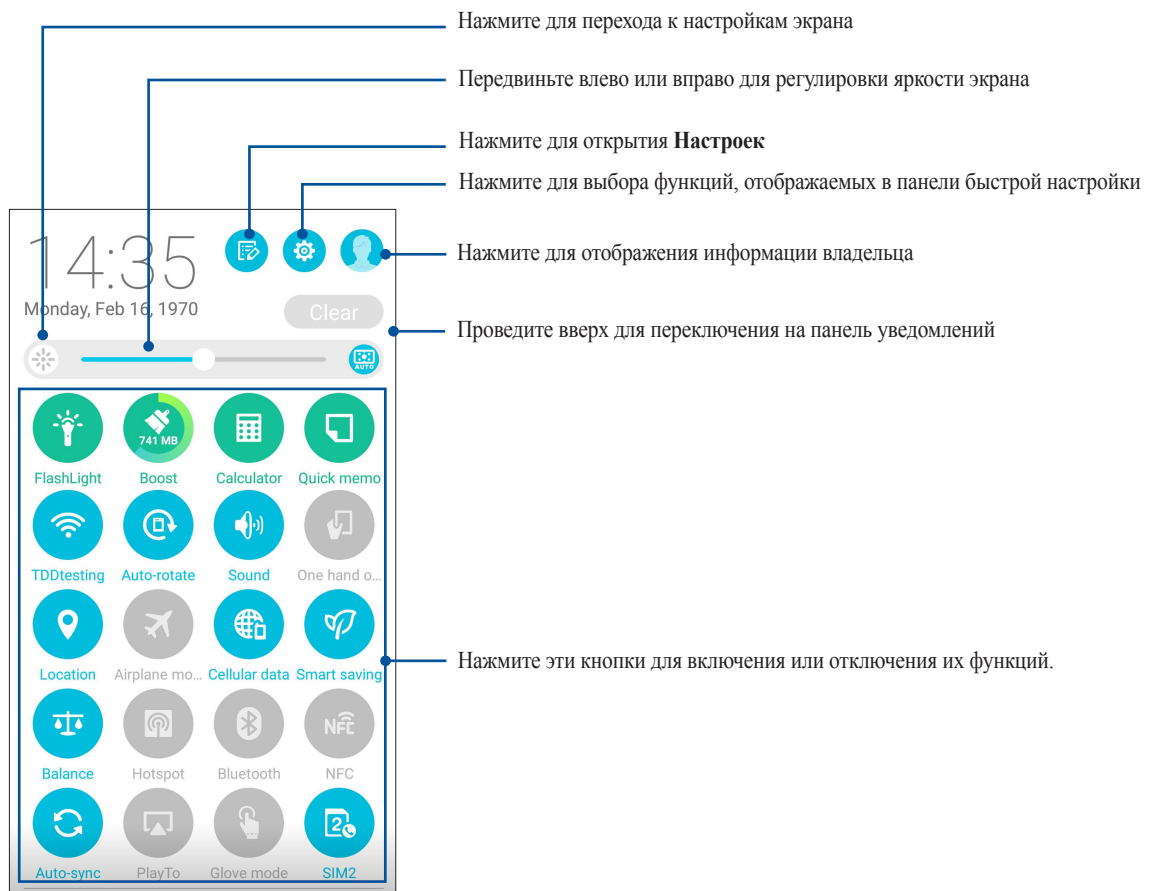 Нажмите для перехода к настройкам экрана
Передвиньте влево или вправо для регулировки яркости экрана
Нажмите для открытия Настроек
Нажмите для выбора функций, отображаемых в панели быстрой настройки
14:35
Нажмите для отображения информации владельца
Monday, Feb 16, 1970
Clear
Проведите вверх для переключения на панель уведомлений
AUTO
741 MB
FlashLight Boost Calculator Quick memo
TDDtesting Auto-rotate Sound One hand o...
Location Airplane mo... Cellular data Smart saving
Нажмите эти кнопки для включения или отключения их функций.
NFC
Balance Hotspot Bluetooth NFC
2
Auto-sync PlayTo Glove mode SIM2